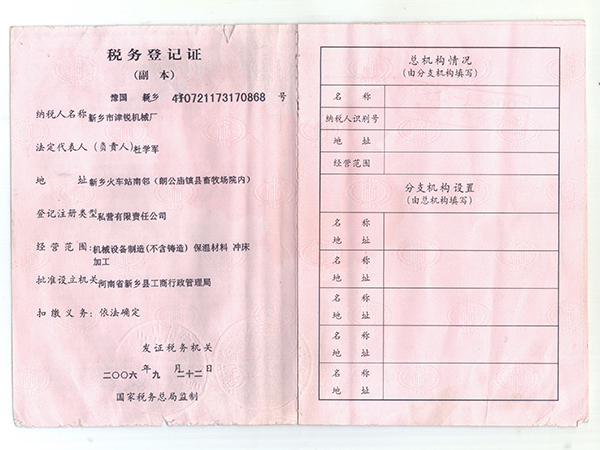 税务登记证
(副 本)
豫国 新乡 410721173170868 号
纳税人名称 新乡市津锐机械厂
法定代表人(负责人) 杜学军
地 址 新乡火车站南邻(朗公庙镇县畜牧场院内)
登记注册类型 私营有限责任公司
经营范围: 机械设备制造(不含铸造) 保温材料 冲床
加工
批准设立机关 河南省新乡县工商行政管理局
扣缴义务: 依法确定
发证税务机关
二〇〇六 年 九 月 二十二 日
国家税务总局监制
总机构情况
(由分支机构填写)
名 称
纳税人识别号
地 址
经营范围
分支机构设置
(由总机构填写)
名 称
地 址
名 称
地 址
名 称
地 址
名 称
地 址
名 称
地 址